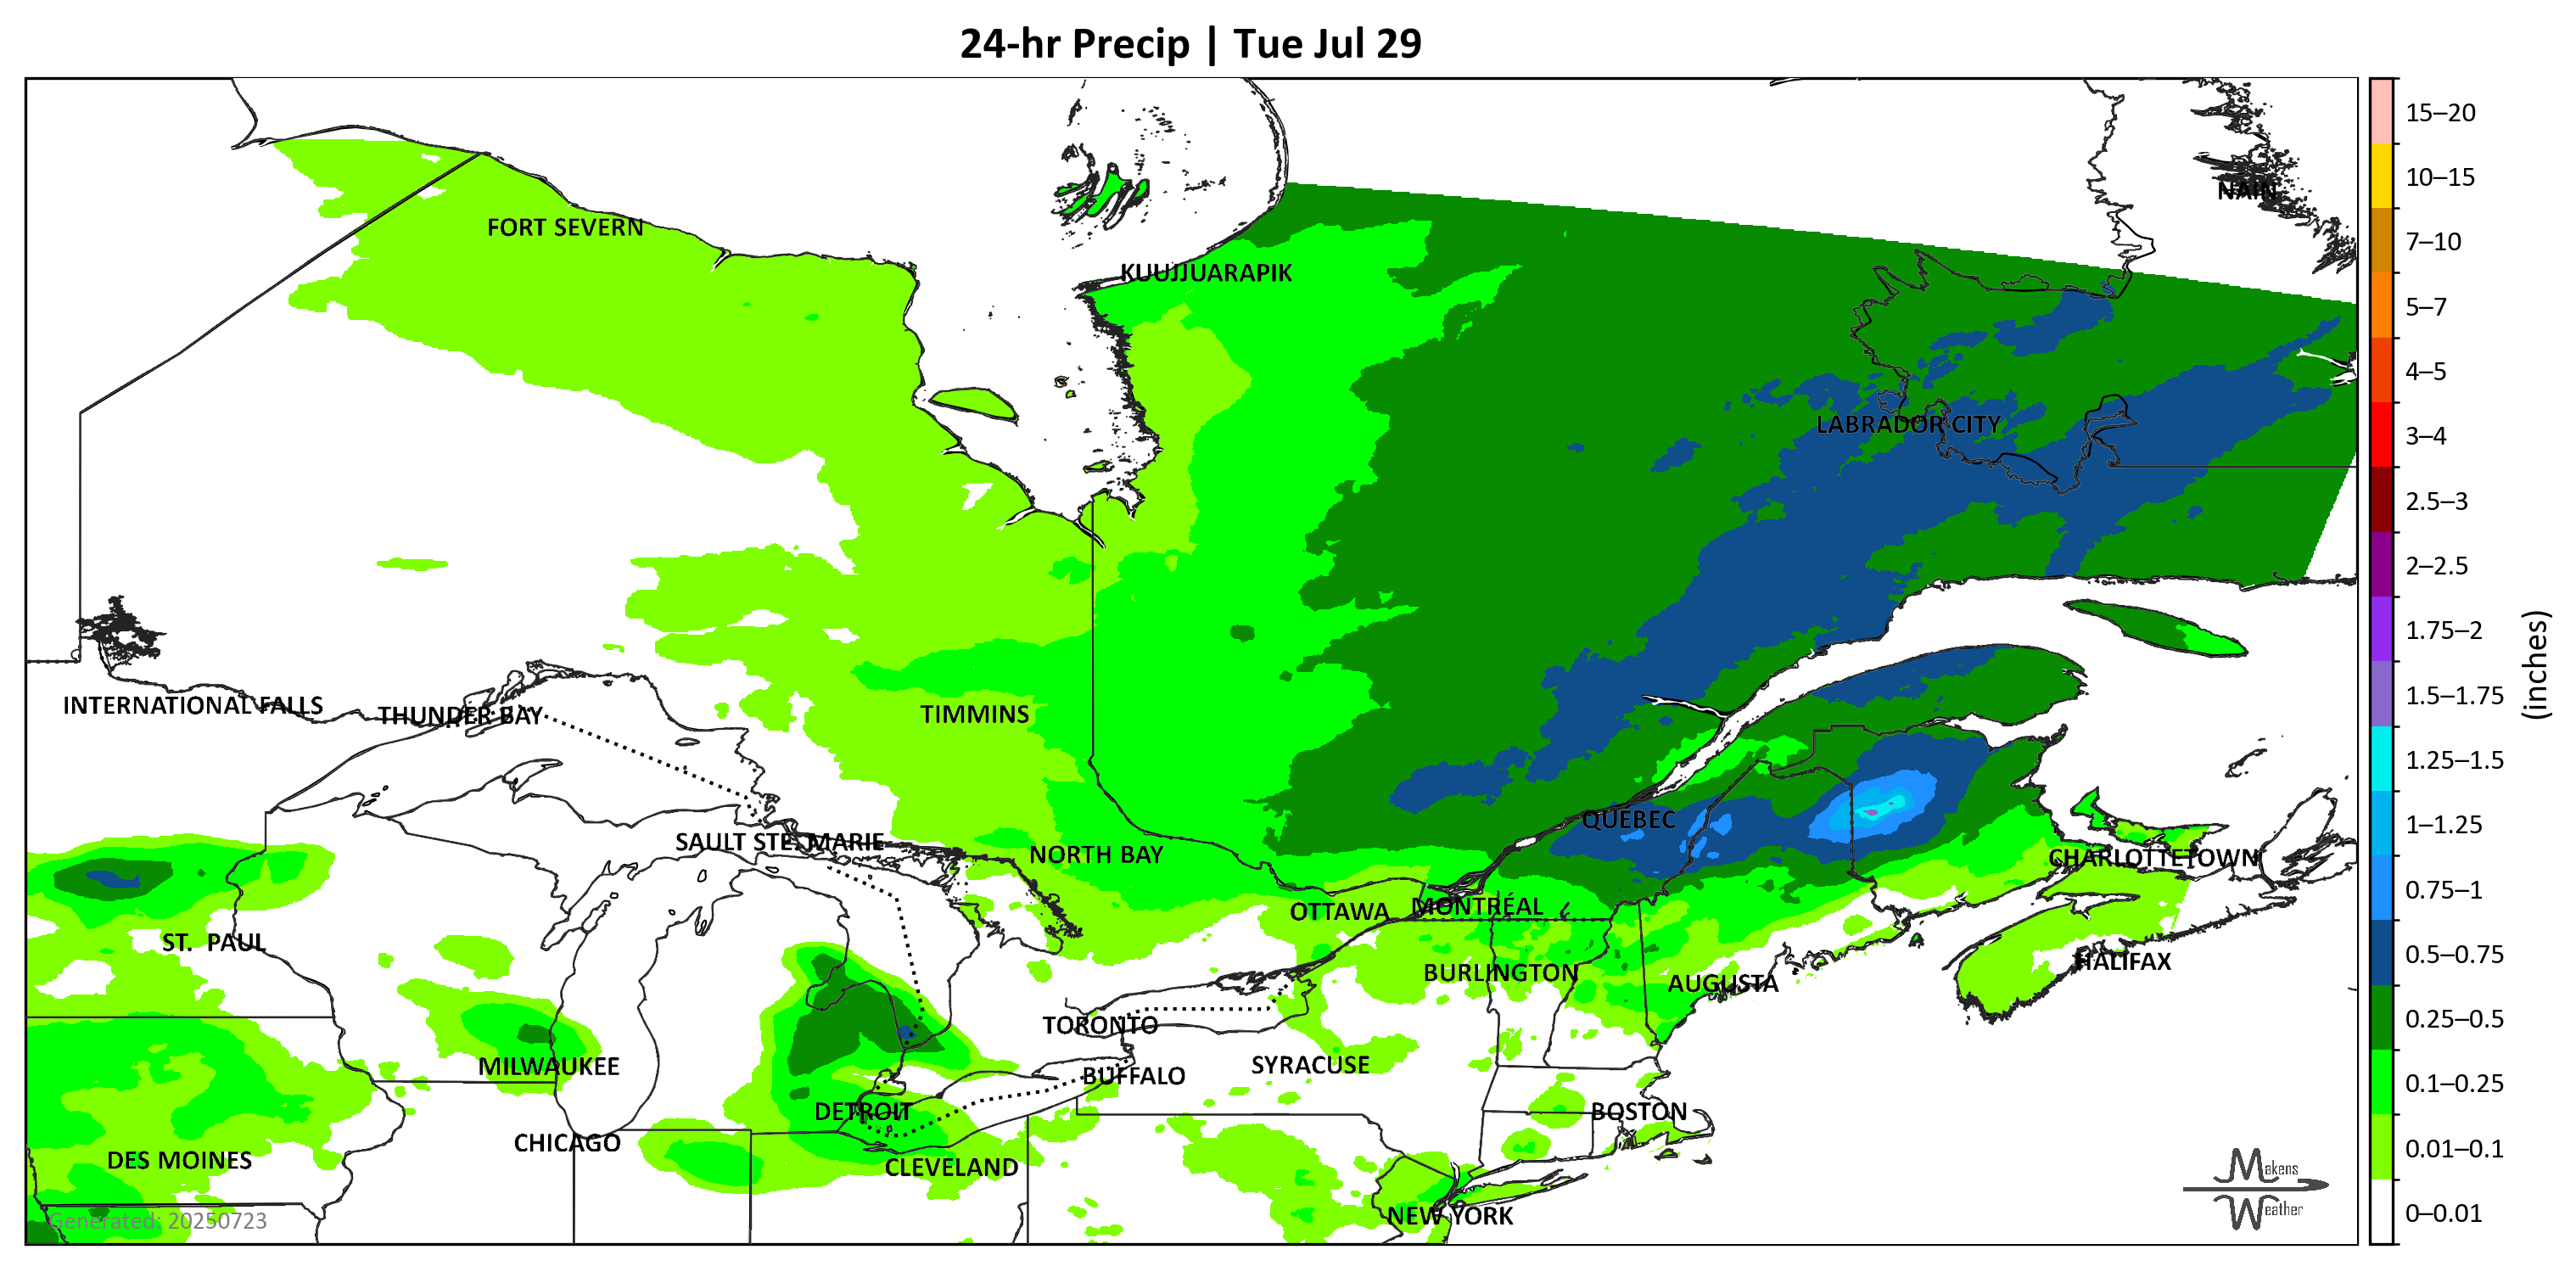 24-hr Precip | Tue Jul 29
NAIN
FORT SEVERN
KUUJJUARAPIK
LABRADOR CITY
INTERNATIONAL FALLS
THUNDER BAY
TIMMINS
SAULT STE. MARIE
NORTH BAY
QUEBEC
CHARLOTTETOWN
OTTAWA
MONTRÉAL
ST. PAUL
BURLINGTON
AUGUSTA
HALIFAX
TORONTO
MILWAUKEE
SYRACUSE
BUFFALO
DETROIT
BOSTON
CHICAGO
DES MOINES
CLEVELAND
NEW YORK
Generated: 20250723
Makens
Weather
15–20
10–15
7–10
5–7
4–5
3–4
2.5–3
2–2.5
1.75–2
1.5–1.75
1.25–1.5
1–1.25
0.75–1
0.5–0.75
0.25–0.5
0.1–0.25
0.01–0.1
0–0.01
(inches)